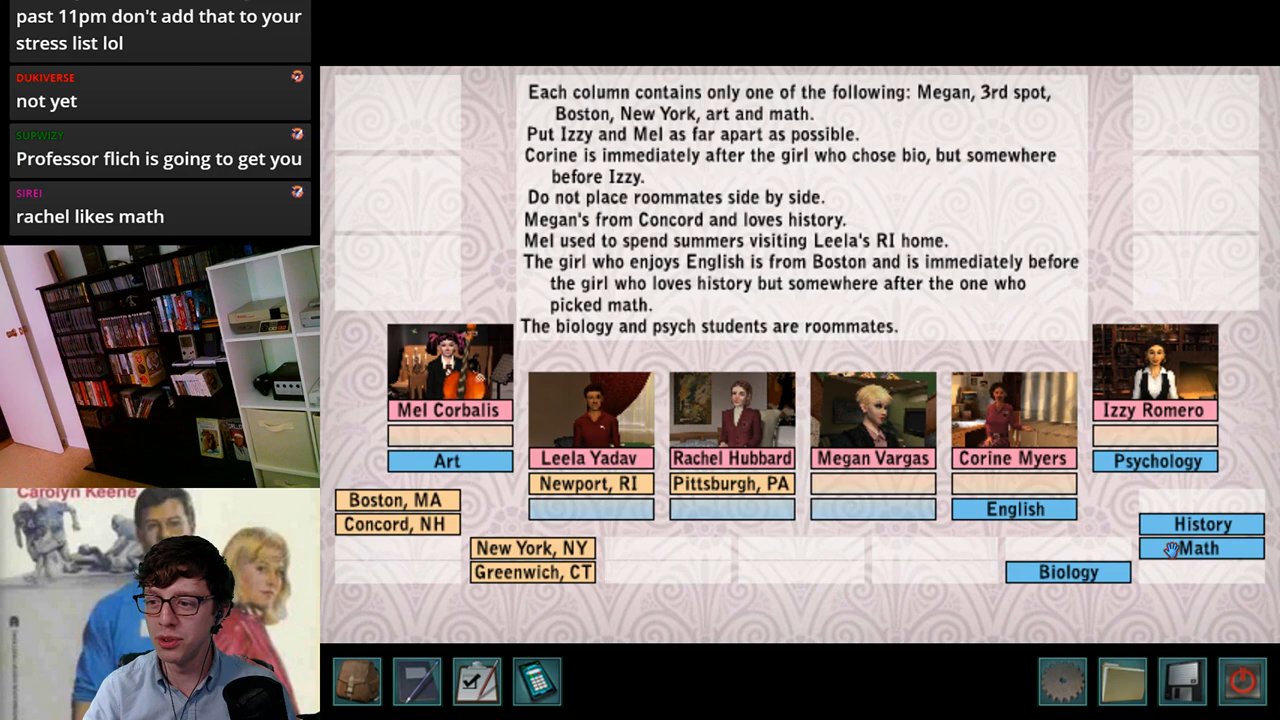 past 11pm don't add that to your
stress list lol
DUKIVERSE
not yet
SUPWIZY
Professor flich is going to get you
SIREI
rachel likes math
Each column contains only one of the following: Megan, 3rd spot,
Boston, New York, art and math.
Put Izzy and Mel as far apart as possible.
Corine is immediately after the girl who chose bio, but somewhere
before Izzy.
Do not place roommates side by side.
Megan's from Concord and loves history.
Mel used to spend summers visiting Leela's RI home.
The girl who enjoys English is from Boston and is immediately before
the girl who loves history but somewhere after the one who
picked math.
The biology and psych students are roommates.
Mel Corbalis
Art
Leela Yadav
Newport, RI
Rachel Hubbard
Pittsburgh, PA
Megan Vargas
Corine Myers
English
Izzy Romero
Psychology
Boston, MA
Concord, NH
New York, NY
Greenwich, CT
History
Math
Biology
Carolyn Keene